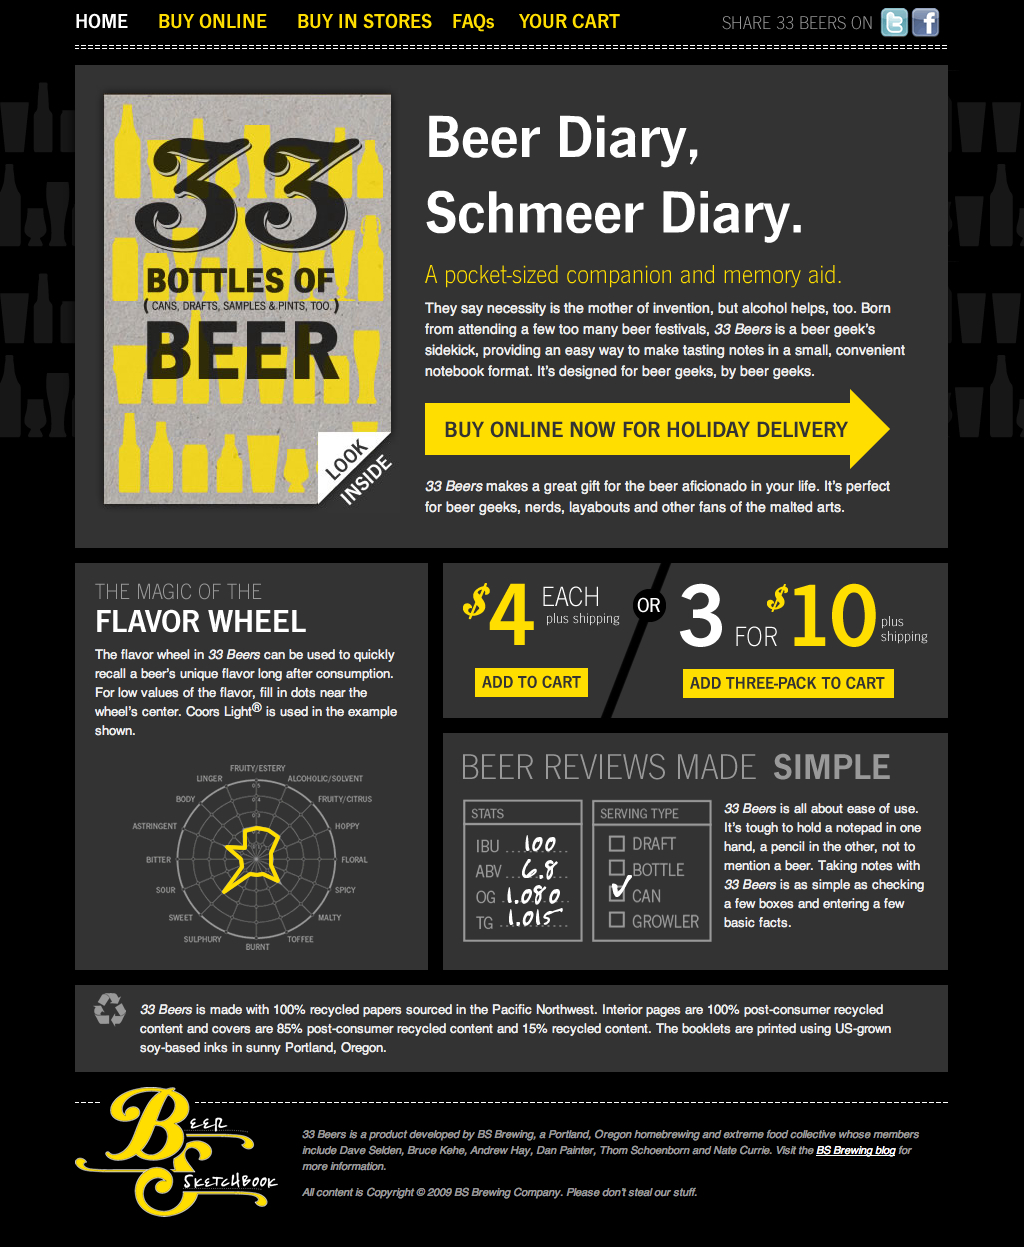 HOME BUY ONLINE BUY IN STORES FAQs YOUR CART SHARE 33 BEERS ON
33
BOTTLES OF
( CANS, DRAFTS, SAMPLES & PINTS, TOO. )
BEER
LOOK
INSIDE
Beer Diary,
Schmeer Diary.
A pocket-sized companion and memory aid.
They say necessity is the mother of invention, but alcohol helps, too. Born
from attending a few too many beer festivals, 33 Beers is a beer geek's
sidekick, providing an easy way to make tasting notes in a small, convenient
notebook format. It's designed for beer geeks, by beer geeks.
BUY ONLINE NOW FOR HOLIDAY DELIVERY
33 Beers makes a great gift for the beer aficionado in your life. It's perfect
for beer geeks, nerds, layabouts and other fans of the malted arts.
THE MAGIC OF THE
FLAVOR WHEEL
The flavor wheel in 33 Beers can be used to quickly
recall a beer's unique flavor long after consumption.
For low values of the flavor, fill in dots near the
wheel's center. Coors Light® is used in the example
shown.
FRUITY/ESTERY
ALCOHOLIC/SOLVENT
FRUITY/CITRUS
HOPPY
FLORAL
SPICY
MALTY
TOFFEE
BURNT
SULPHURY
SWEET
SOUR
BITTER
ASTRINGENT
BODY
LINGER
$4 EACH
plus shipping
ADD TO CART
OR
3 FOR $10 plus
shipping
ADD THREE-PACK TO CART
BEER REVIEWS MADE SIMPLE
STATS
IBU 100
ABV 6.8
OG 1.080
TG 1.015
SERVING TYPE
DRAFT
BOTTLE
CAN
GROWLER
33 Beers is all about ease of use.
It's tough to hold a notepad in one
hand, a pencil in the other, not to
mention a beer. Taking notes with
33 Beers is as simple as checking
a few boxes and entering a few
basic facts.
33 Beers is made with 100% recycled papers sourced in the Pacific Northwest. Interior pages are 100% post-consumer recycled
content and covers are 85% post-consumer recycled content and 15% recycled content. The booklets are printed using US-grown
soy-based inks in sunny Portland, Oregon.
BEER
SKETCHBOOK
33 Beers is a product developed by BS Brewing, a Portland, Oregon homebrewing and extreme food collective whose members
include Dave Selden, Bruce Kehe, Andrew Hay, Dan Painter, Thom Schoenborn and Nate Currie. Visit the BS Brewing blog for
more information.
All content is Copyright © 2009 BS Brewing Company. Please don't steal our stuff.